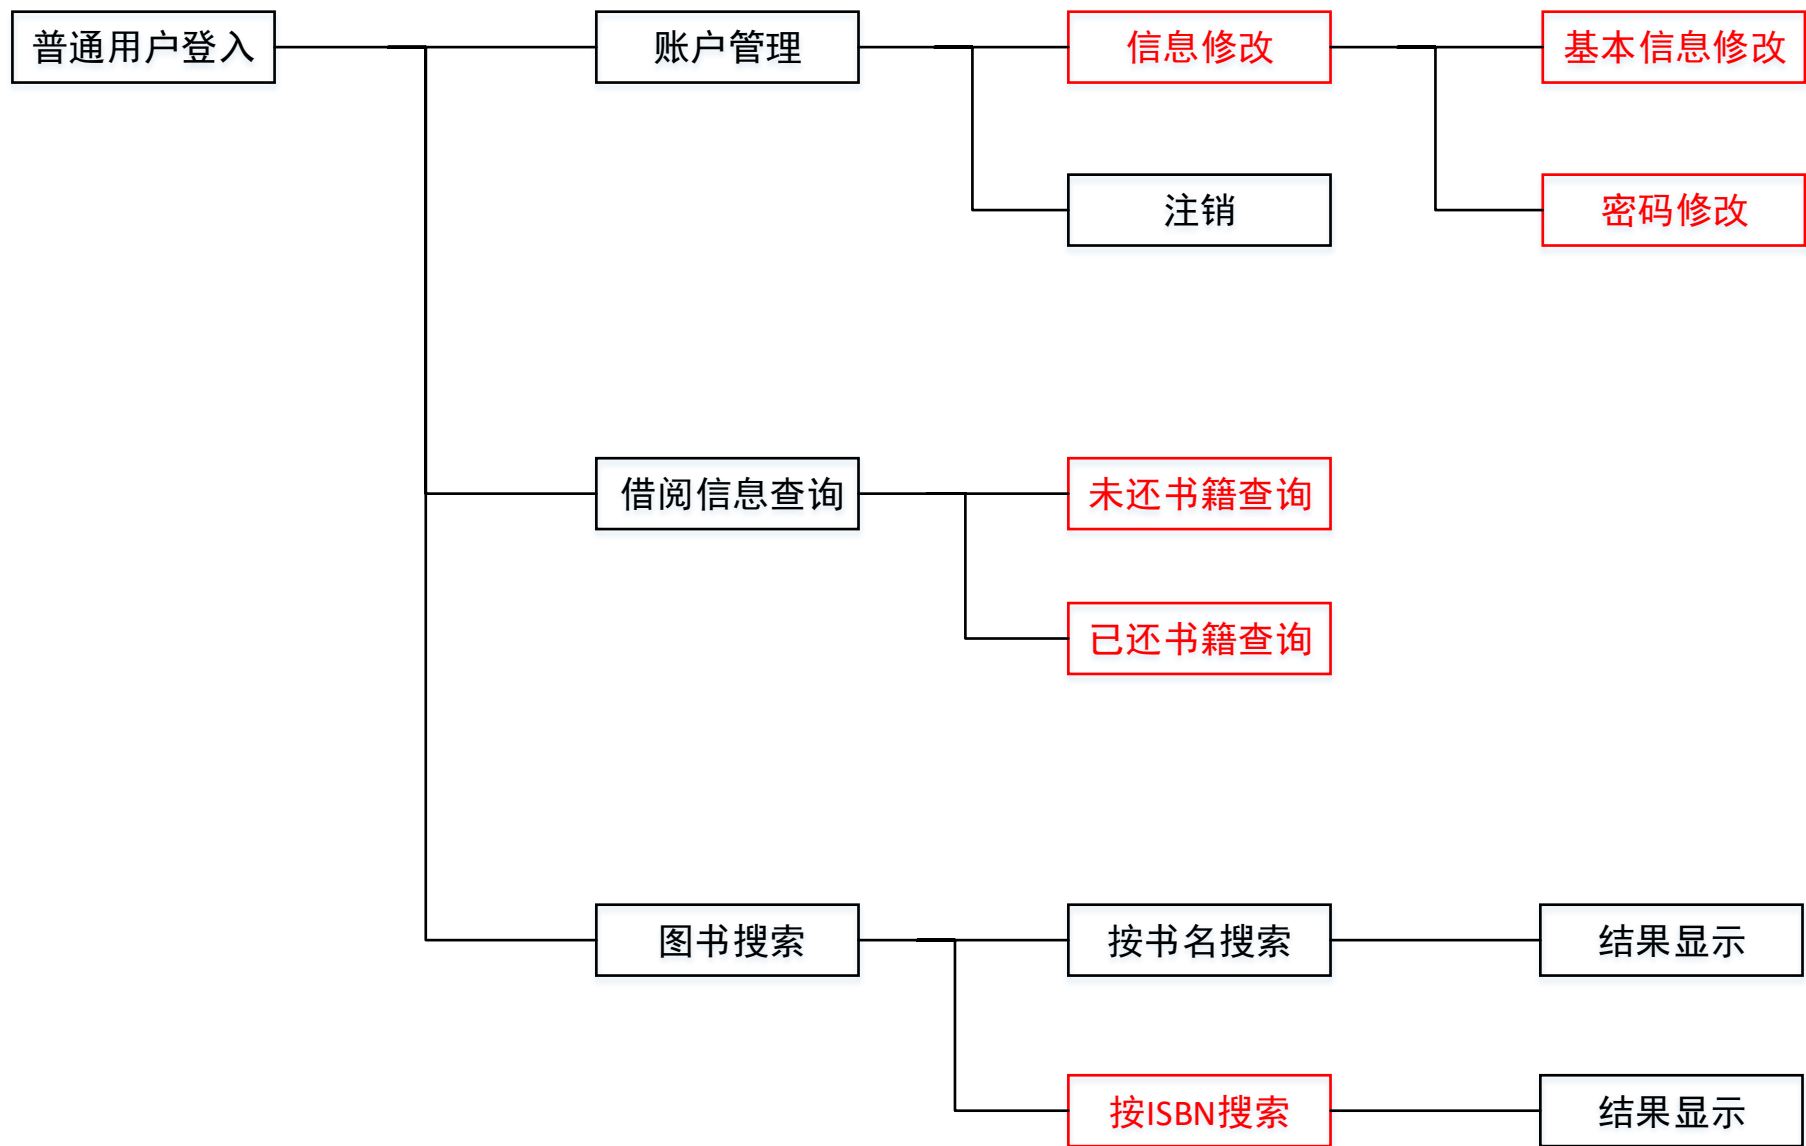 普通用户登入
账户管理
信息修改
基本信息修改
注销
密码修改
借阅信息查询
未还书籍查询
已还书籍查询
图书搜索
按书名搜索
结果显示
按ISBN搜索
结果显示